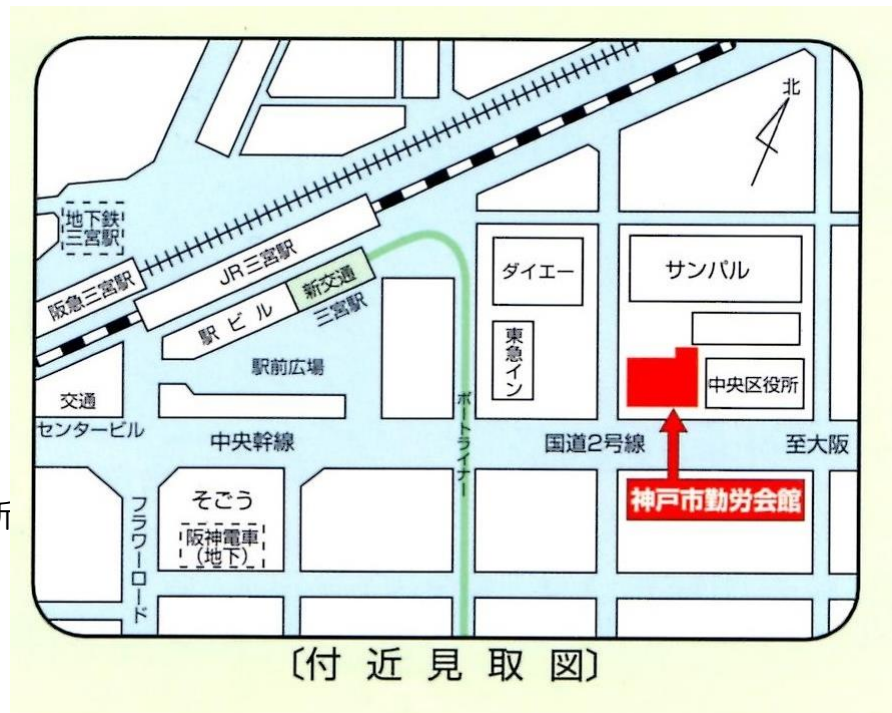 北
地下鉄
三宮駅
JR三宮駅
阪急三宮駅
新交通
三宮駅
駅ビル
ダイエー
サンパル
東急イン
駅前広場
中央区役所
交通
センタービル
中央幹線
ポートライナー
国道2号線
至大阪
そごう
阪神電車
(地下)
フラワーロード
神戸市勤労会館
所
〔付近見取図〕